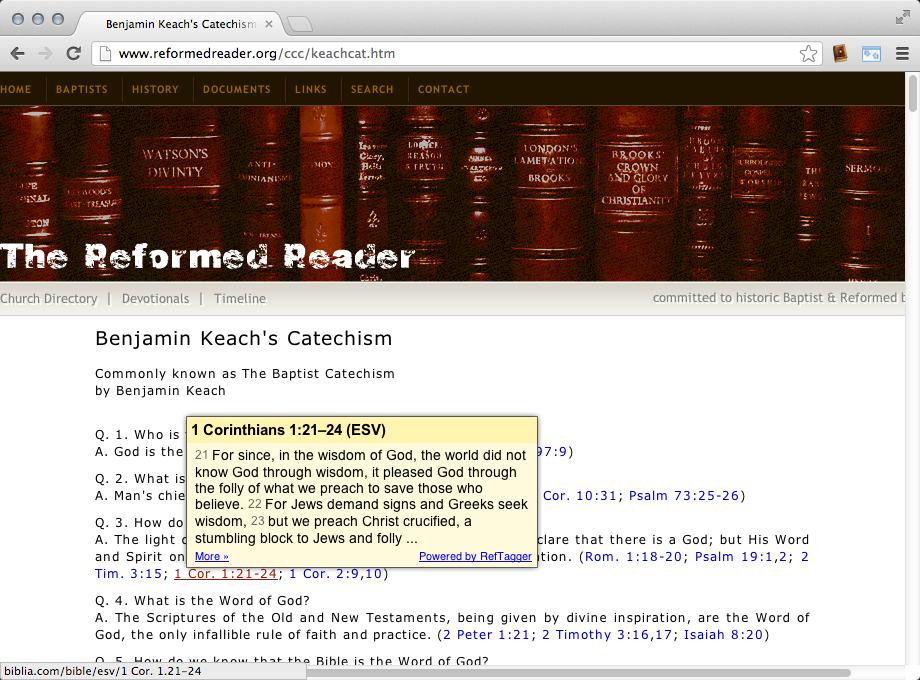 Benjamin Keach's Catechism
www.reformedreader.org/ccc/keachcat.htm
HOME BAPTISTS HISTORY DOCUMENTS LINKS SEARCH CONTACT
WATSON'S
DIVINITY
LONDON'S
LAMETATION
BROOKS
BROOKS'
CROWN
AND GLORY
OF
CHRISTIANITY
The Reformed Reader
Church Directory | Devotionals | Timeline
committed to historic Baptist & Reformed
Benjamin Keach's Catechism
Commonly known as The Baptist Catechism
by Benjamin Keach
Q. 1. Who is
A. God is the 97:9)
Q. 2. What is
A. Man's chie Cor. 10:31; Psalm 73:25-26)
Q. 3. How do
A. The light clare that there is a God; but His Word
and Spirit on tion. (Rom. 1:18-20; Psalm 19:1,2; 2
Tim. 3:15; 1 Cor. 1:21-24; 1 Cor. 2:9,10)
1 Corinthians 1:21–24 (ESV)
21 For since, in the wisdom of God, the world did not
know God through wisdom, it pleased God through
the folly of what we preach to save those who
believe. 22 For Jews demand signs and Greeks seek
wisdom, 23 but we preach Christ crucified, a
stumbling block to Jews and folly ...
More » Powered by RefTagger
Q. 4. What is the Word of God?
A. The Scriptures of the Old and New Testaments, being given by divine inspiration, are the Word of
God, the only infallible rule of faith and practice. (2 Peter 1:21; 2 Timothy 3:16,17; Isaiah 8:20)
Q. 5. How do we know that the Bible is the Word of God?
biblia.com/bible/esv/1 Cor. 1.21-24